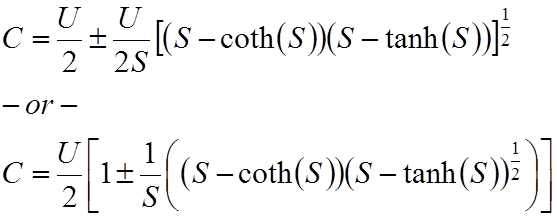 C = U/2 ± U/2S [(S − coth(S))(S − tanh(S))]^1/2
− or −
C = U/2 [1 ± 1/S ((S − coth(S))(S − tanh(S))^1/2)]